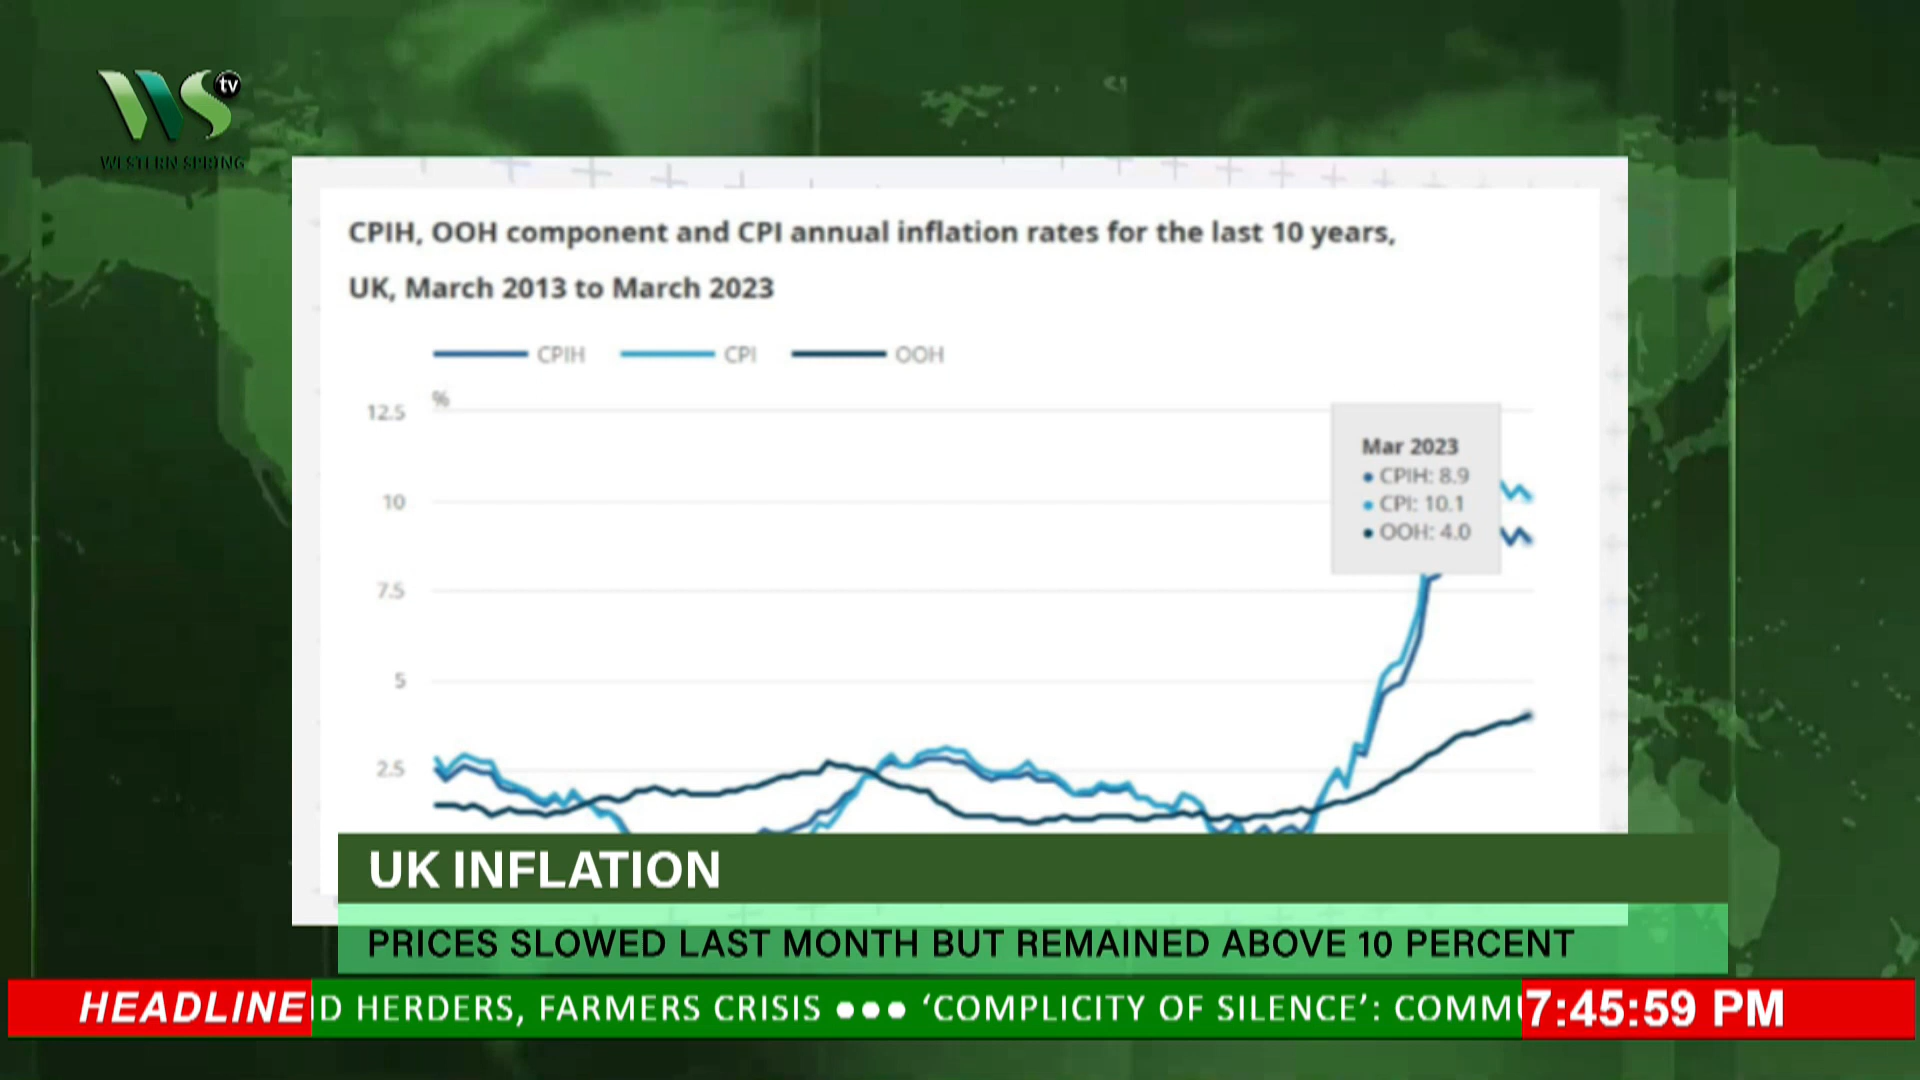 WS tv
WESTERN SPRING
CPIH, OOH component and CPI annual inflation rates for the last 10 years,
UK, March 2013 to March 2023
CPIH CPI OOH
%
12.5
10
7.5
5
2.5
Mar 2023
CPIH: 8.9
CPI: 10.1
OOH: 4.0
UK INFLATION
PRICES SLOWED LAST MONTH BUT REMAINED ABOVE 10 PERCENT
HEADLINE HERDERS, FARMERS CRISIS ●●● ‘COMPLICITY OF SILENCE’: COMMU 7:45:59 PM